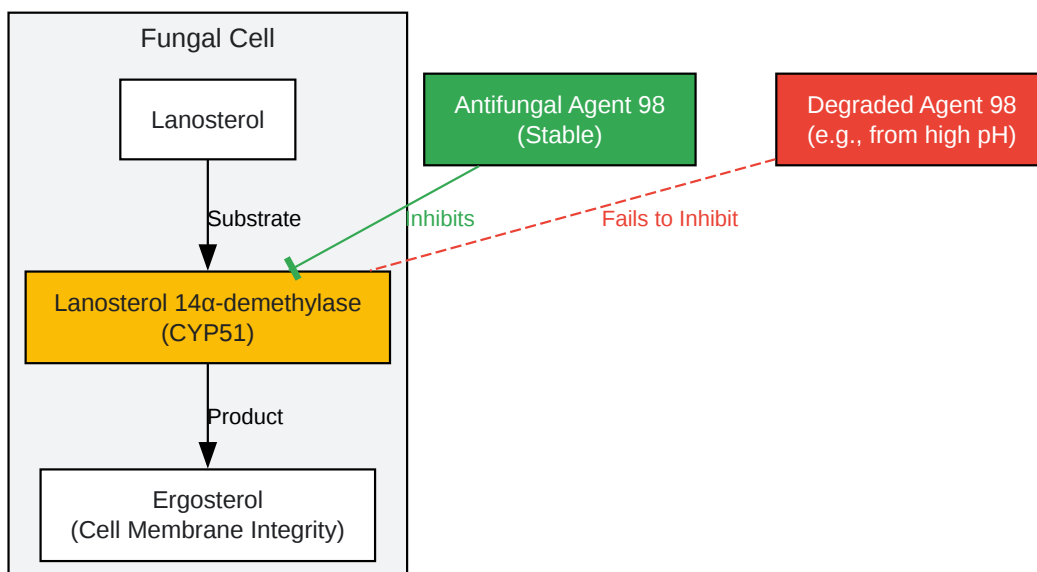 Fungal Cell
Lanosterol
Antifungal Agent 98
(Stable)
Degraded Agent 98
(e.g., from high pH)
Substrate
Inhibits
Fails to Inhibit
Lanosterol 14α-demethylase
(CYP51)
Product
Ergosterol
(Cell Membrane Integrity)